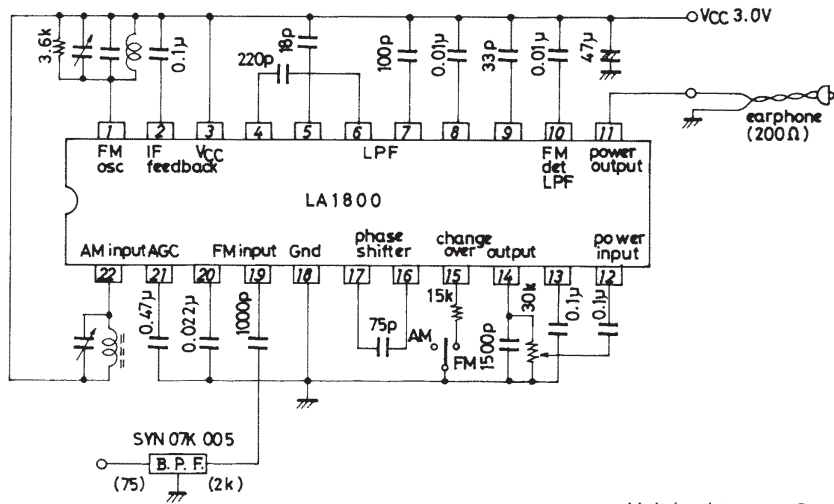 VCC 3.0V
3.6k
0.1μ
18p
220p
100p
0.01μ
33p
0.01μ
47μ
earphone
(200Ω)
1 2 3 4 5 6 7 8 9 10 11
FM osc
IF feedback
VCC
LPF
FM det LPF
power output
LA1800
AM input
AGC
FM input
Gnd
phase shifter
change over
output
power input
22 21 20 19 18 17 16 15 14 13 12
0.47μ
0.022μ
1000p
75p
15k
AM
FM
1500p
30k
0.1μ
0.1μ
SYN 07K 005
(75) B.P.F. (2k)